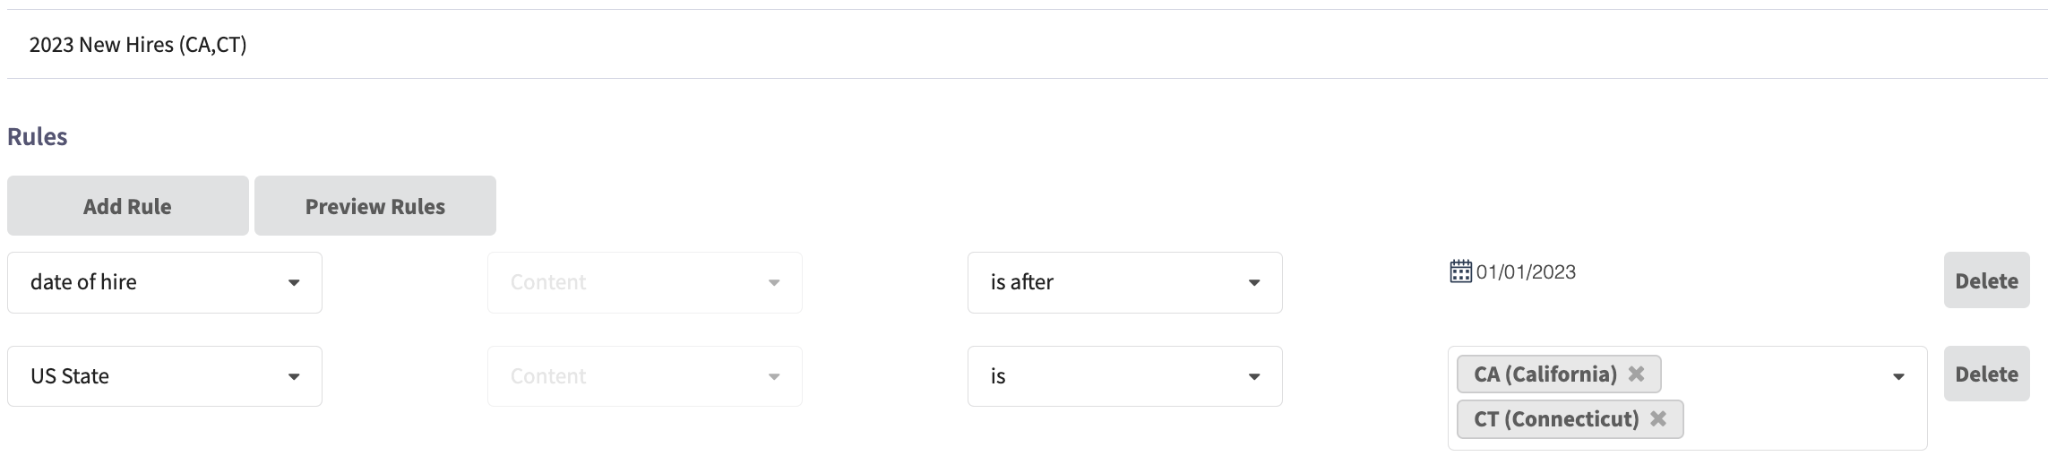 2023 New Hires (CA,CT)
Rules
Add Rule Preview Rules
date of hire Content is after 01/01/2023 Delete
US State Content is CA (California) Delete
CT (Connecticut)